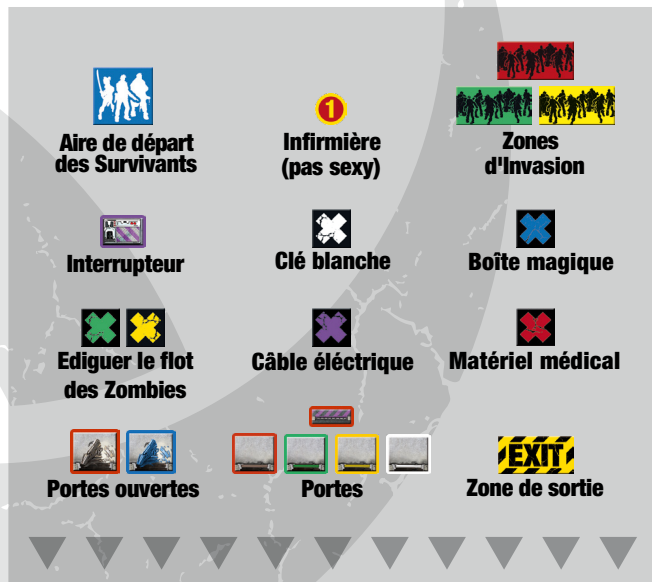 Aire de départ
des Survivants
1
Infirmière
(pas sexy)
Zones
d'Invasion
Interrupteur
Clé blanche
Boîte magique
Ediguer le flot
des Zombies
Câble éléctrique
Matériel médical
Portes ouvertes
Portes
EXIT
Zone de sortie